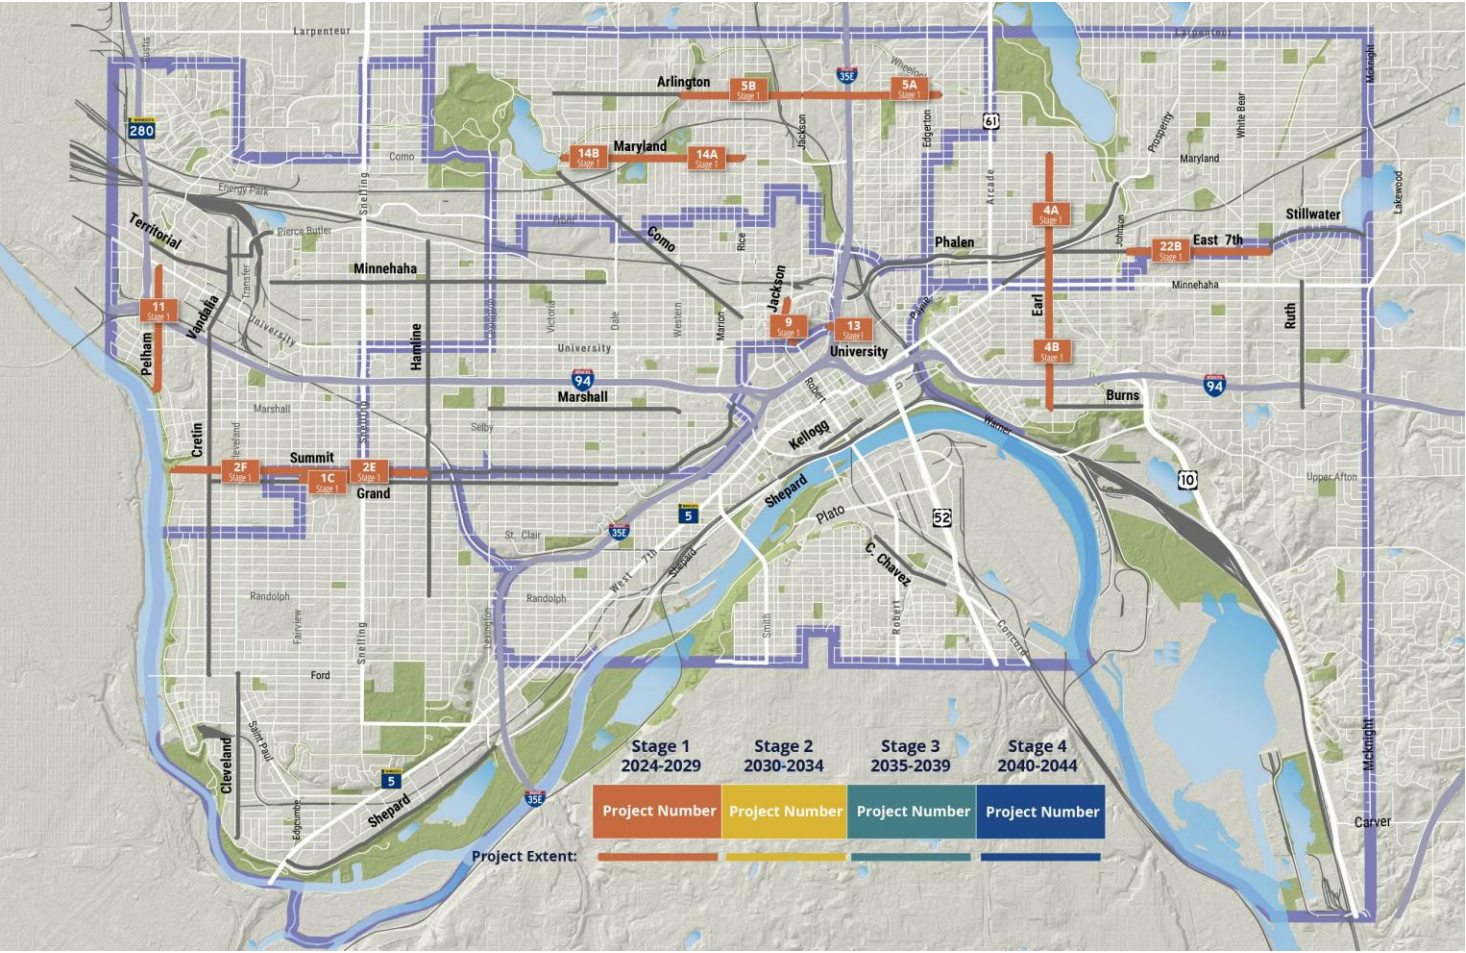 Larpenteur
Larpenteur
Eustis
Mcknight
Wheelock
35E
Arlington
5B
Stage 1
5A
Stage 1
280
61
Jackson
Edgerton
Prosperity
White Bear
Como
Maryland
14B
Stage 1
14A
Stage 1
Maryland
Energy Park
Snelling
Arcade
Lakewood
Territorial
Pierce Butler
Front
Como
Rice
4A
Stage 1
Johnson
Stillwater
Phalen
22B
Stage 1
East 7th
Minnehaha
Transfer
Jackson
Minnehaha
11
Stage 1
Vandalia
University
Lexington
Victoria
Dale
Western
Marion
9
Stage 1
13
Stage 1
Payne
Earl
Ruth
Pelham
Hamline
University
University
4B
Stage 1
94
94
Marshall
Robert
Marshall
Burns
Snelling
Selby
Cretin
Cleveland
Kellogg
Warner
Summit
2F
Stage 1
1C
Stage 1
2E
Stage 1
Grand
Shepard
10
Upper Afton
5
Plato
52
35E
St. Clair
West 7th
Shepard
C. Chavez
Randolph
Randolph
Fairview
Snelling
Lexington
Smith
Robert
Concord
Ford
Saint Paul
Cleveland
Mcknight
5
35E
Shepard
Edgcumbe
Carver
Stage 1
2024-2029
Stage 2
2030-2034
Stage 3
2035-2039
Stage 4
2040-2044
Project Number
Project Number
Project Number
Project Number
Project Extent: